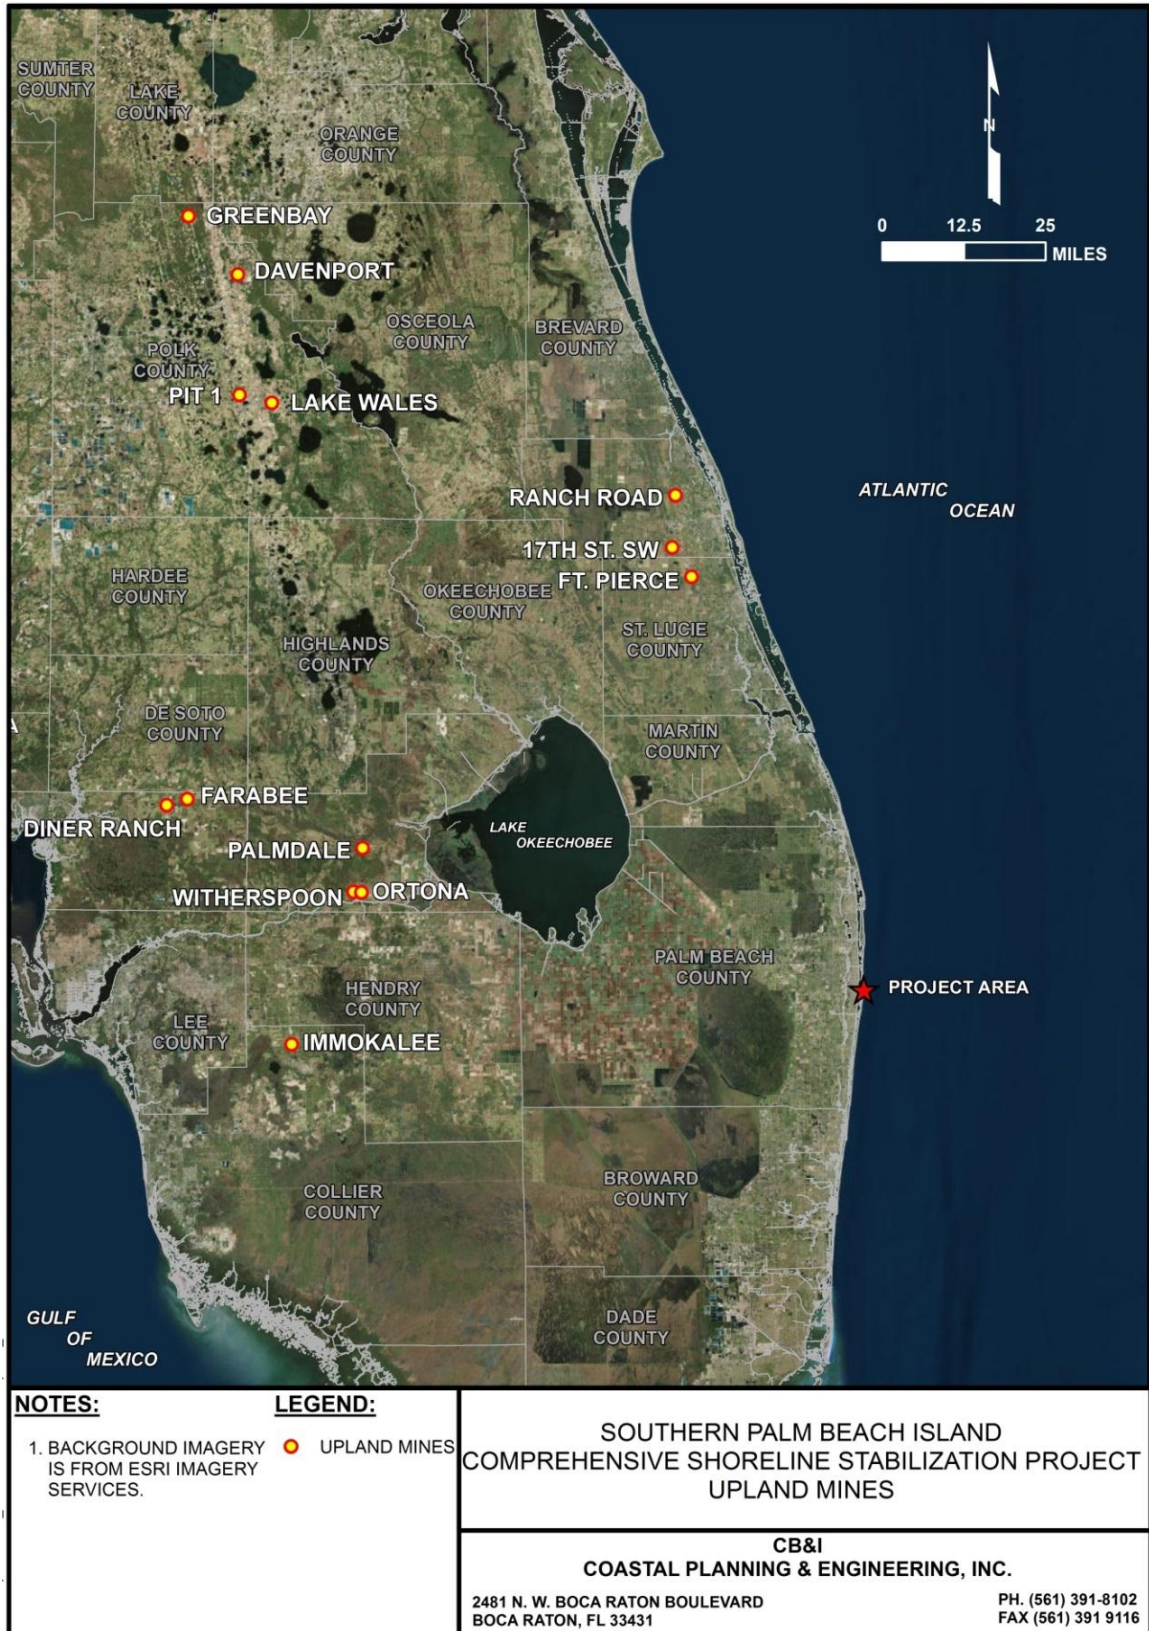 SUMTER
COUNTY
LAKE
COUNTY
ORANGE
COUNTY
N
0 12.5 25
MILES
GREENBAY
DAVENPORT
OSCEOLA
COUNTY
BREVARD
COUNTY
POLK
COUNTY
PIT 1
LAKE WALES
RANCH ROAD
ATLANTIC
OCEAN
17TH ST. SW
FT. PIERCE
HARDEE
COUNTY
OKEECHOBEE
COUNTY
ST. LUCIE
COUNTY
HIGHLANDS
COUNTY
DE SOTO
COUNTY
A
MARTIN
COUNTY
FARABEE
DINER RANCH
LAKE
OKEECHOBEE
PALMDALE
WITHERSPOON
ORTONA
PALM BEACH
COUNTY
PROJECT AREA
HENDRY
COUNTY
LEE
COUNTY
IMMOKALEE
BROWARD
COUNTY
COLLIER
COUNTY
DADE
COUNTY
GULF
OF
MEXICO
NOTES:
1. BACKGROUND IMAGERY
IS FROM ESRI IMAGERY
SERVICES.
LEGEND:
UPLAND MINES
SOUTHERN PALM BEACH ISLAND
COMPREHENSIVE SHORELINE STABILIZATION PROJECT
UPLAND MINES
CB&I
COASTAL PLANNING & ENGINEERING, INC.
2481 N. W. BOCA RATON BOULEVARD
BOCA RATON, FL 33431
PH. (561) 391-8102
FAX (561) 391 9116